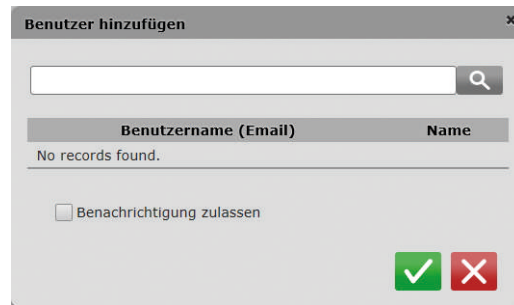 Benutzer hinzufügen
Benutzername (Email) Name
No records found.
Benachrichtigung zulassen